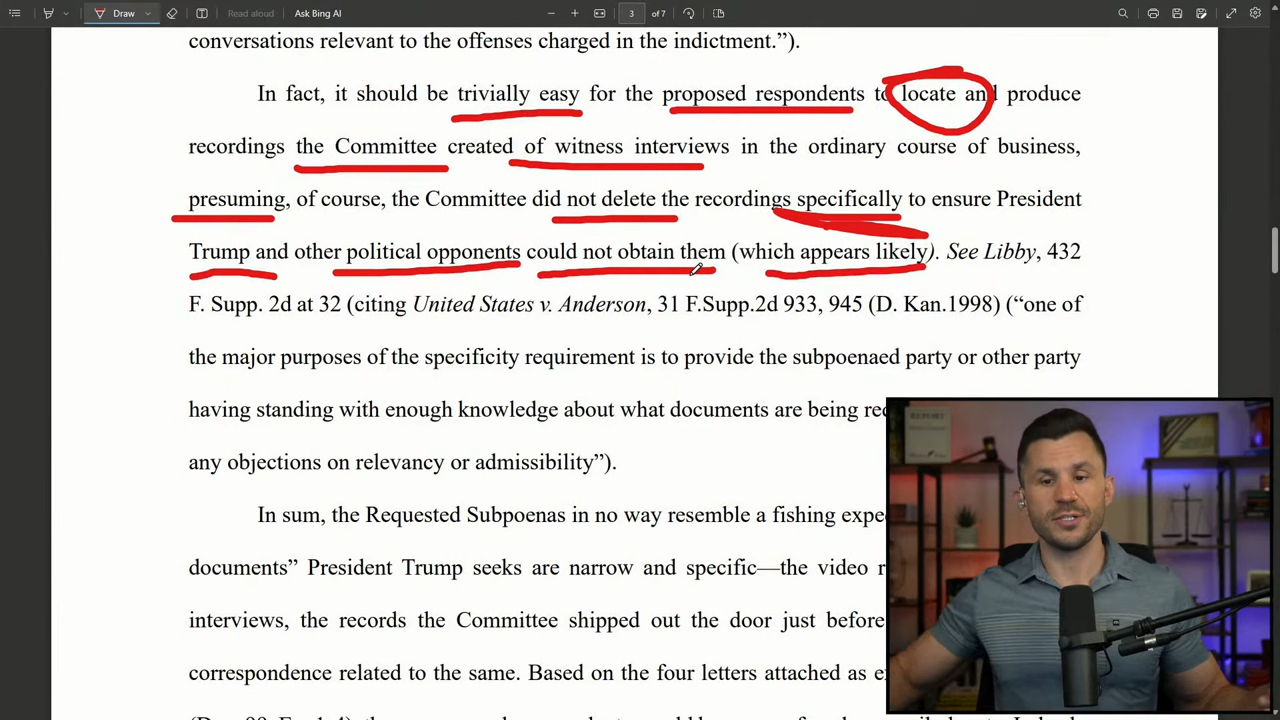 Draw
Read aloud
Ask Bing AI
3 of 7
conversations relevant to the offenses charged in the indictment.”).
In fact, it should be trivially easy for the proposed respondents to locate and produce
recordings the Committee created of witness interviews in the ordinary course of business,
presuming, of course, the Committee did not delete the recordings specifically to ensure President
Trump and other political opponents could not obtain them (which appears likely). See Libby, 432
F. Supp. 2d at 32 (citing United States v. Anderson, 31 F.Supp.2d 933, 945 (D. Kan.1998) (“one of
the major purposes of the specificity requirement is to provide the subpoenaed party or other party
having standing with enough knowledge about what documents are being
any objections on relevancy or admissibility”).
In sum, the Requested Subpoenas in no way resemble a fishing
documents” President Trump seeks are narrow and specific—the video
interviews, the records the Committee shipped out the door just before
correspondence related to the same. Based on the four letters attached as
REPORT